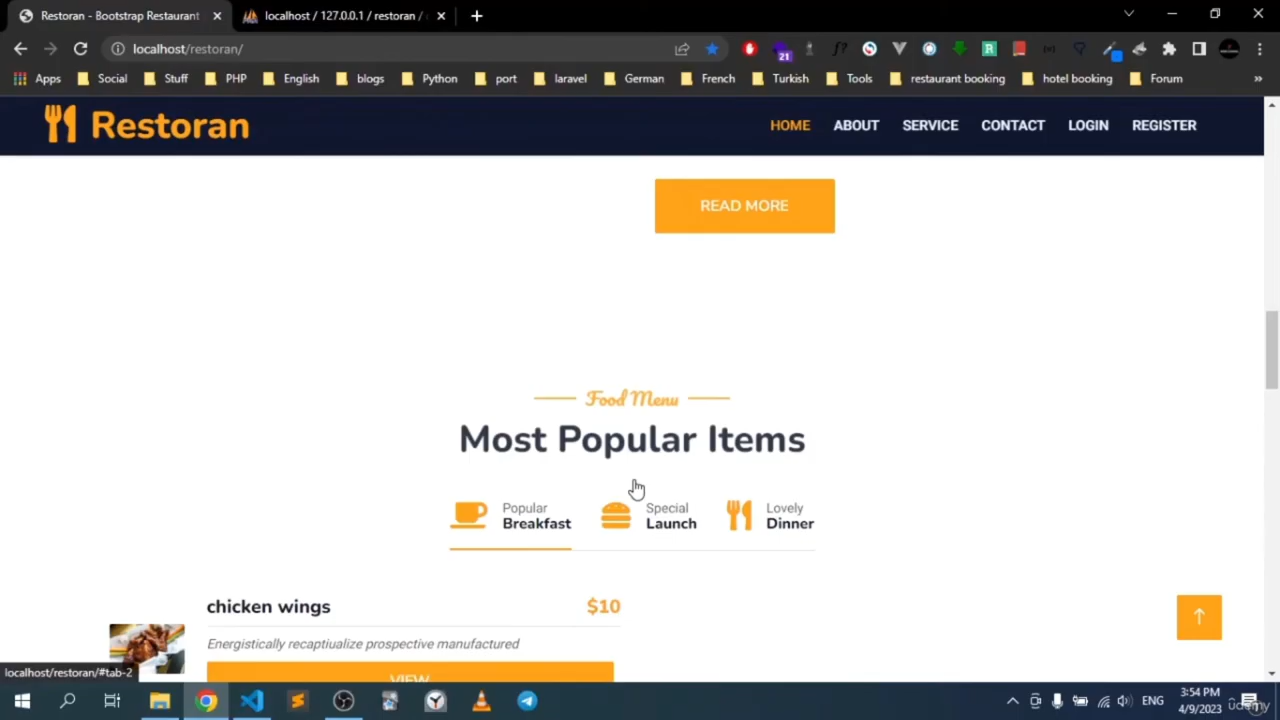 Restoran - Bootstrap Restaurant
localhost / 127.0.0.1 / restoran /
localhost/restoran/
21
Apps Social Stuff PHP English blogs Python port laravel German French Turkish Tools restaurant booking hotel booking Forum »
Restoran
HOME ABOUT SERVICE CONTACT LOGIN REGISTER
READ MORE
Food Menu
Most Popular Items
Popular
Breakfast
Special
Launch
Lovely
Dinner
chicken wings $10
Energistically recaptiualize prospective manufactured
VIEW
localhost/restoran/#tab-2
ENG
3:54 PM
4/9/2023
udemy